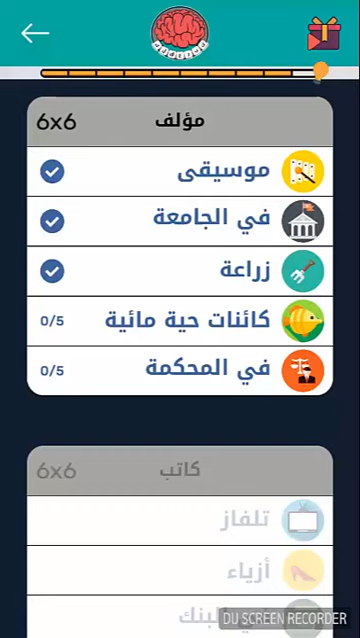 مؤلف 6x6
موسيقى
في الجامعة
زراعة
كائنات حية مائية 0/5
في المحكمة 0/5
كاتب 6x6
تلفاز
أزياء
DU SCREEN RECORDER